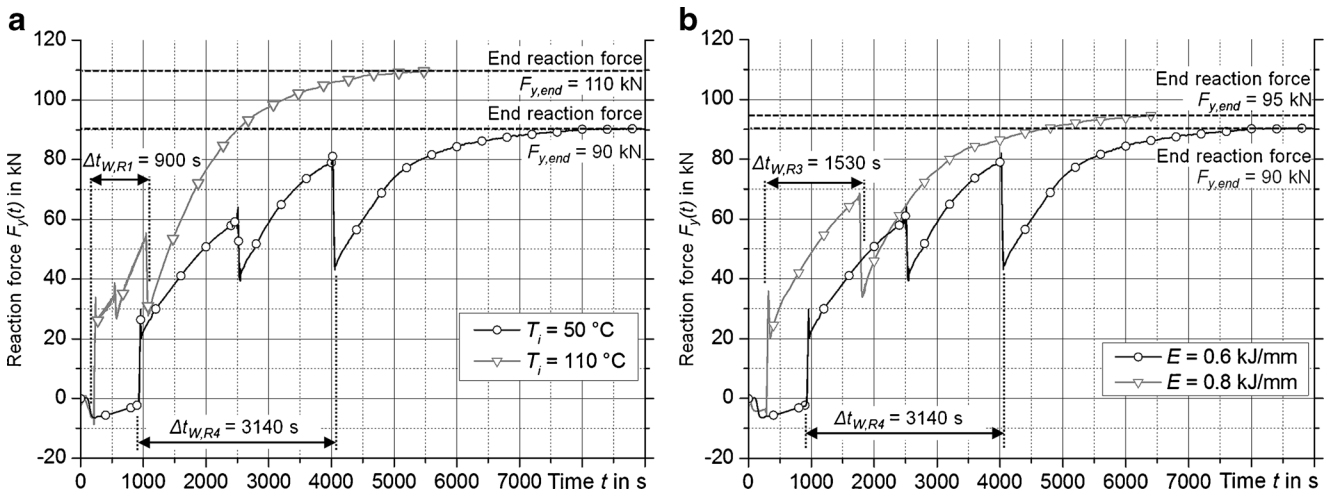 a
120
100
80
60
40
20
0
-20
Reaction force Fy(t) in kN
End reaction force
Fy,end = 110 kN
End reaction force
Fy,end = 90 kN
ΔtW,R1 = 900 s
Ti = 50 °C
Ti = 110 °C
ΔtW,R4 = 3140 s
0 1000 2000 3000 4000 5000 6000 7000 Time t in s
b
120
100
80
60
40
20
0
-20
Reaction force Fy(t) in kN
End reaction force
Fy,end = 95 kN
End reaction force
Fy,end = 90 kN
ΔtW,R3 = 1530 s
E = 0.6 kJ/mm
E = 0.8 kJ/mm
ΔtW,R4 = 3140 s
0 1000 2000 3000 4000 5000 6000 7000 Time t in s